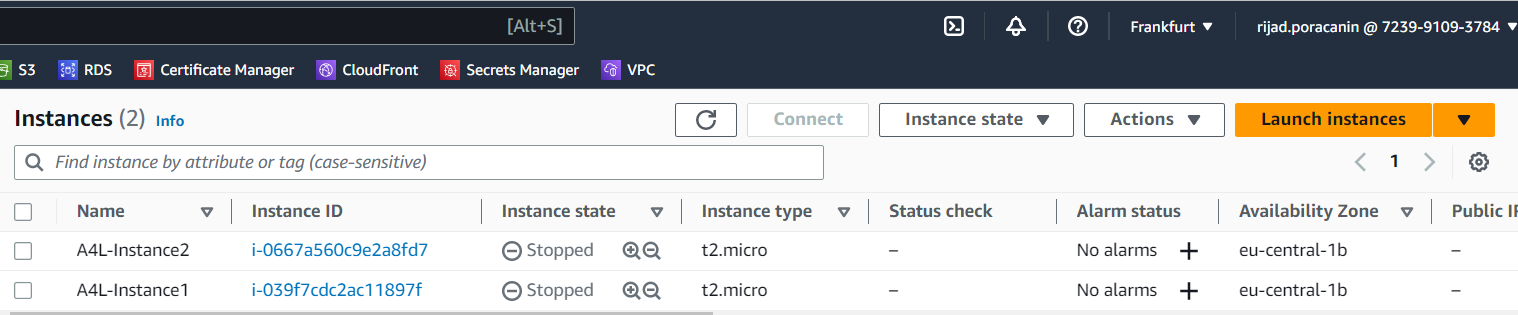 [Alt+S] Frankfurt rijad.poracanin @ 7239-9109-3784
S3 RDS Certificate Manager CloudFront Secrets Manager VPC
Instances (2) Info Connect Instance state Actions Launch instances
Find instance by attribute or tag (case-sensitive) 1
Name Instance ID Instance state Instance type Status check Alarm status Availability Zone Public IP
A4L-Instance2 i-0667a560c9e2a8fd7 Stopped t2.micro – No alarms + eu-central-1b –
A4L-Instance1 i-039f7cdc2ac11897f Stopped t2.micro – No alarms + eu-central-1b –